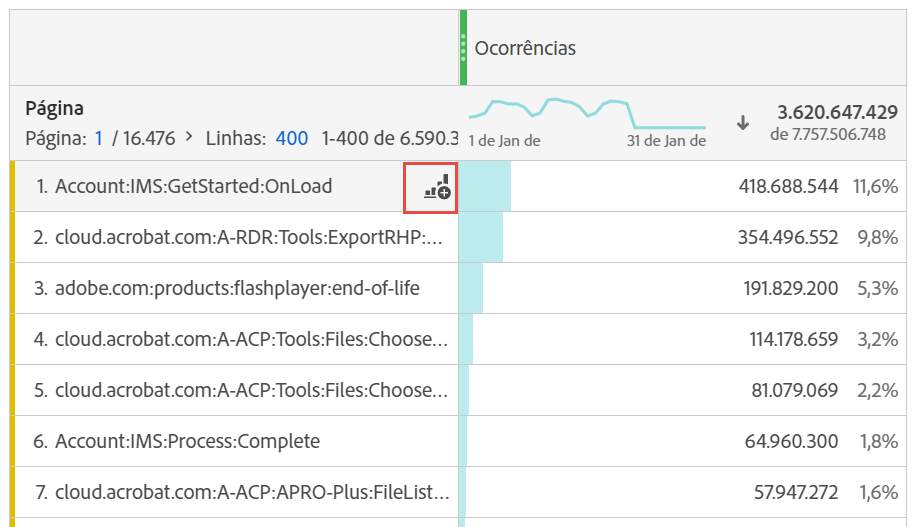 Ocorrências
Página
Página: 1 / 16.476 > Linhas: 400 1-400 de 6.590.3
1 de Jan de 31 de Jan de
3.620.647.429
de 7.757.506.748
1. Account:IMS:GetStarted:OnLoad 418.688.544 11,6%
2. cloud.acrobat.com:A-RDR:Tools:ExportRHP:... 354.496.552 9,8%
3. adobe.com:products:flashplayer:end-of-life 191.829.200 5,3%
4. cloud.acrobat.com:A-ACP:Tools:Files:Choose... 114.178.659 3,2%
5. cloud.acrobat.com:A-ACP:Tools:Files:Choose... 81.079.069 2,2%
6. Account:IMS:Process:Complete 64.960.300 1,8%
7. cloud.acrobat.com:A-ACP:APRO-Plus:FileList... 57.947.272 1,6%